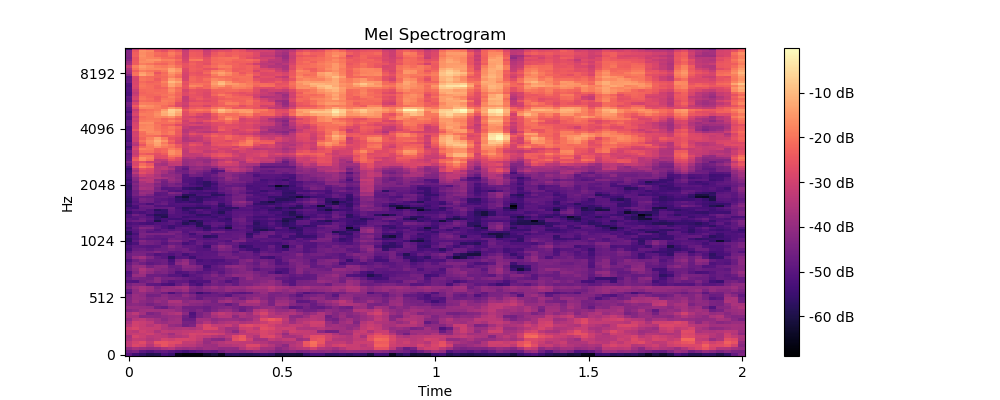 Mel Spectrogram
Hz
8192
4096
2048
1024
512
0
0
0.5
1
1.5
2
Time
-10 dB
-20 dB
-30 dB
-40 dB
-50 dB
-60 dB